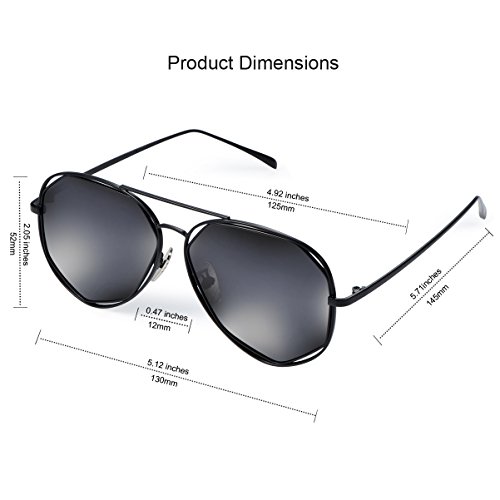 Product Dimensions
4.92 inches
125mm
2.05 inches
52mm
5.71inches
145mm
0.47 inches
12mm
5.12 inches
130mm